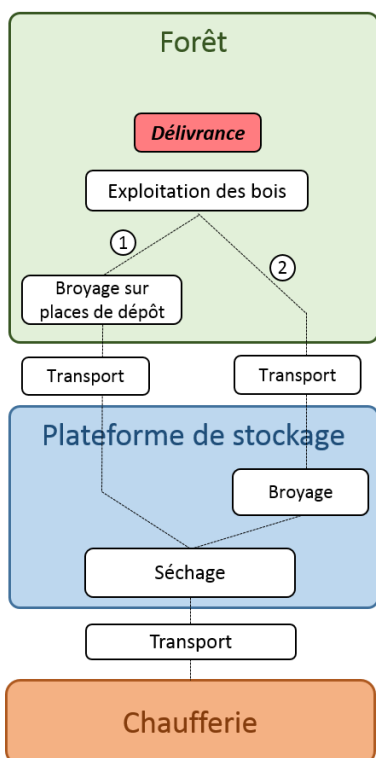 Forêt
Délivrance
Exploitation des bois
1
2
Broyage sur
places de dépôt
Transport
Transport
Plateforme de stockage
Broyage
Séchage
Transport
Chaufferie